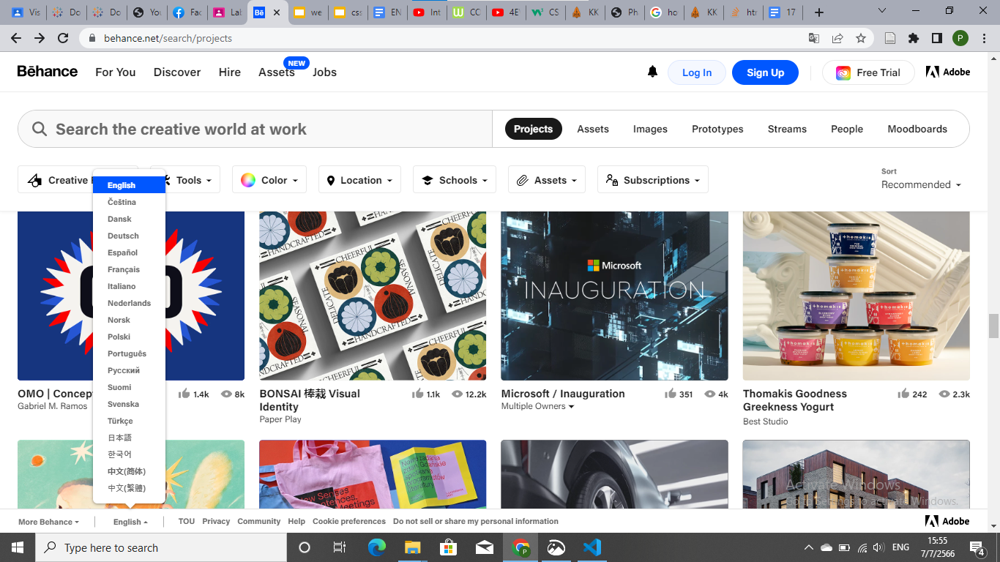 Vis
Do
Do
You
Fac
Lab
we
css
EN
Int
CC
4E
CS
KK
Ph
ho
KK
htt
17
behance.net/search/projects
P
Bēhance
For You
Discover
Hire
Assets
NEW
Jobs
Log In
Sign Up
Free Trial
Adobe
Search the creative world at work
Projects
Assets
Images
Prototypes
Streams
People
Moodboards
Creative
Tools
Color
Location
Schools
Assets
Subscriptions
Sort
Recommended
English
Čeština
Dansk
Deutsch
Español
Français
Italiano
Nederlands
Norsk
Polski
Português
Русский
Suomi
Svenska
Türkçe
日本語
한국어
中文(简体)
中文(繁體)
CHEERFUL
SEASONAL
HANDCRAFTED
DELICATE
Microsoft
INAUGURATION
thomakis
OMO | Concept
1.4k
8k
Gabriel M. Ramos
BONSAI 棒栽 Visual
Identity
1.1k
12.2k
Paper Play
Microsoft / Inauguration
351
4k
Multiple Owners
Thomakis Goodness
Greekness Yogurt
242
2.3k
Best Studio
New Senses
Sentences,
Meetings
Activate Windows
Go to Settings to activate Windows.
More Behance
English
TOU
Privacy
Community
Help
Cookie preferences
Do not sell or share my personal information
Adobe
Type here to search
P
ENG
15:55
7/7/2566
4